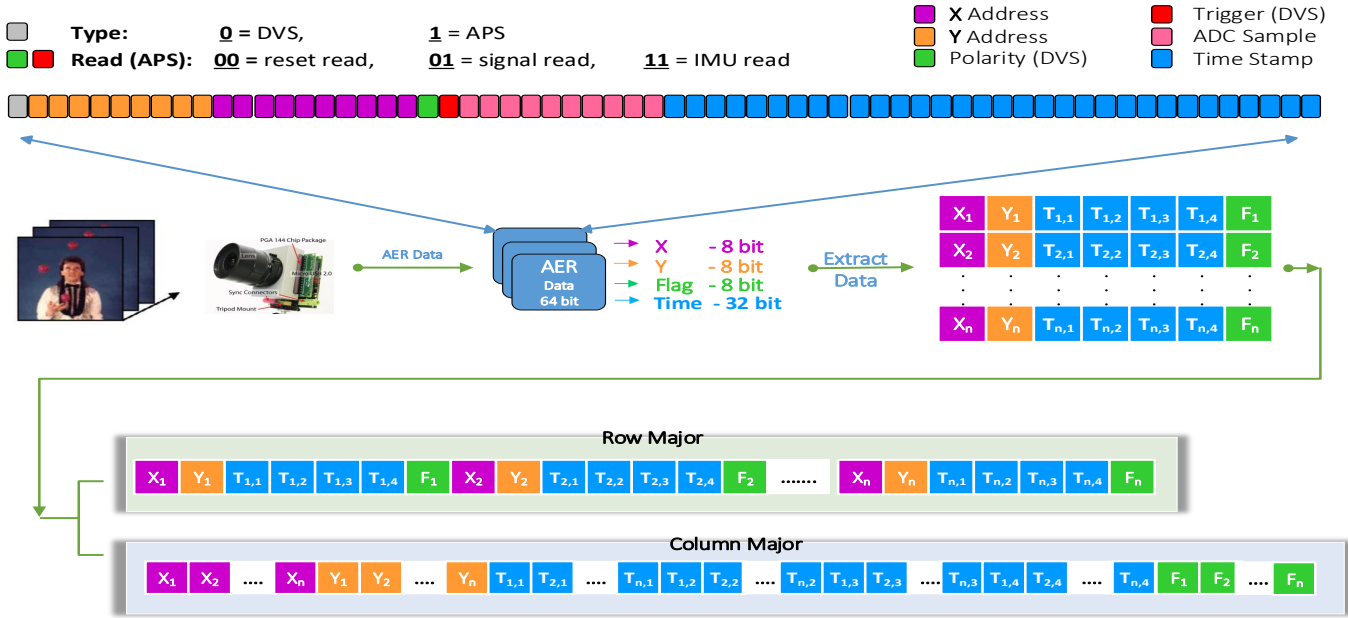 Type: 0 = DVS, 1 = APS
Read (APS): 00 = reset read, 01 = signal read, 11 = IMU read
X Address
Y Address
Polarity (DVS)
Trigger (DVS)
ADC Sample
Time Stamp
PGA 144 Chip Package
Lens
Micro USB 2.0
Sync Connectors
Tripod Mount
AER Data
AER
Data
64 bit
X - 8 bit
Y - 8 bit
Flag - 8 bit
Time - 32 bit
Extract
Data
X1 Y1 T1,1 T1,2 T1,3 T1,4 F1
X2 Y2 T2,1 T2,2 T2,3 T2,4 F2
Xn Yn Tn,1 Tn,2 Tn,3 Tn,4 Fn
Row Major
X1 Y1 T1,1 T1,2 T1,3 T1,4 F1 X2 Y2 T2,1 T2,2 T2,3 T2,4 F2 ....... Xn Yn Tn,1 Tn,2 Tn,3 Tn,4 Fn
Column Major
X1 X2 .... Xn Y1 Y2 .... Yn T1,1 T2,1 .... Tn,1 T1,2 T2,2 .... Tn,2 T1,3 T2,3 .... Tn,3 T1,4 T2,4 .... Tn,4 F1 F2 .... Fn